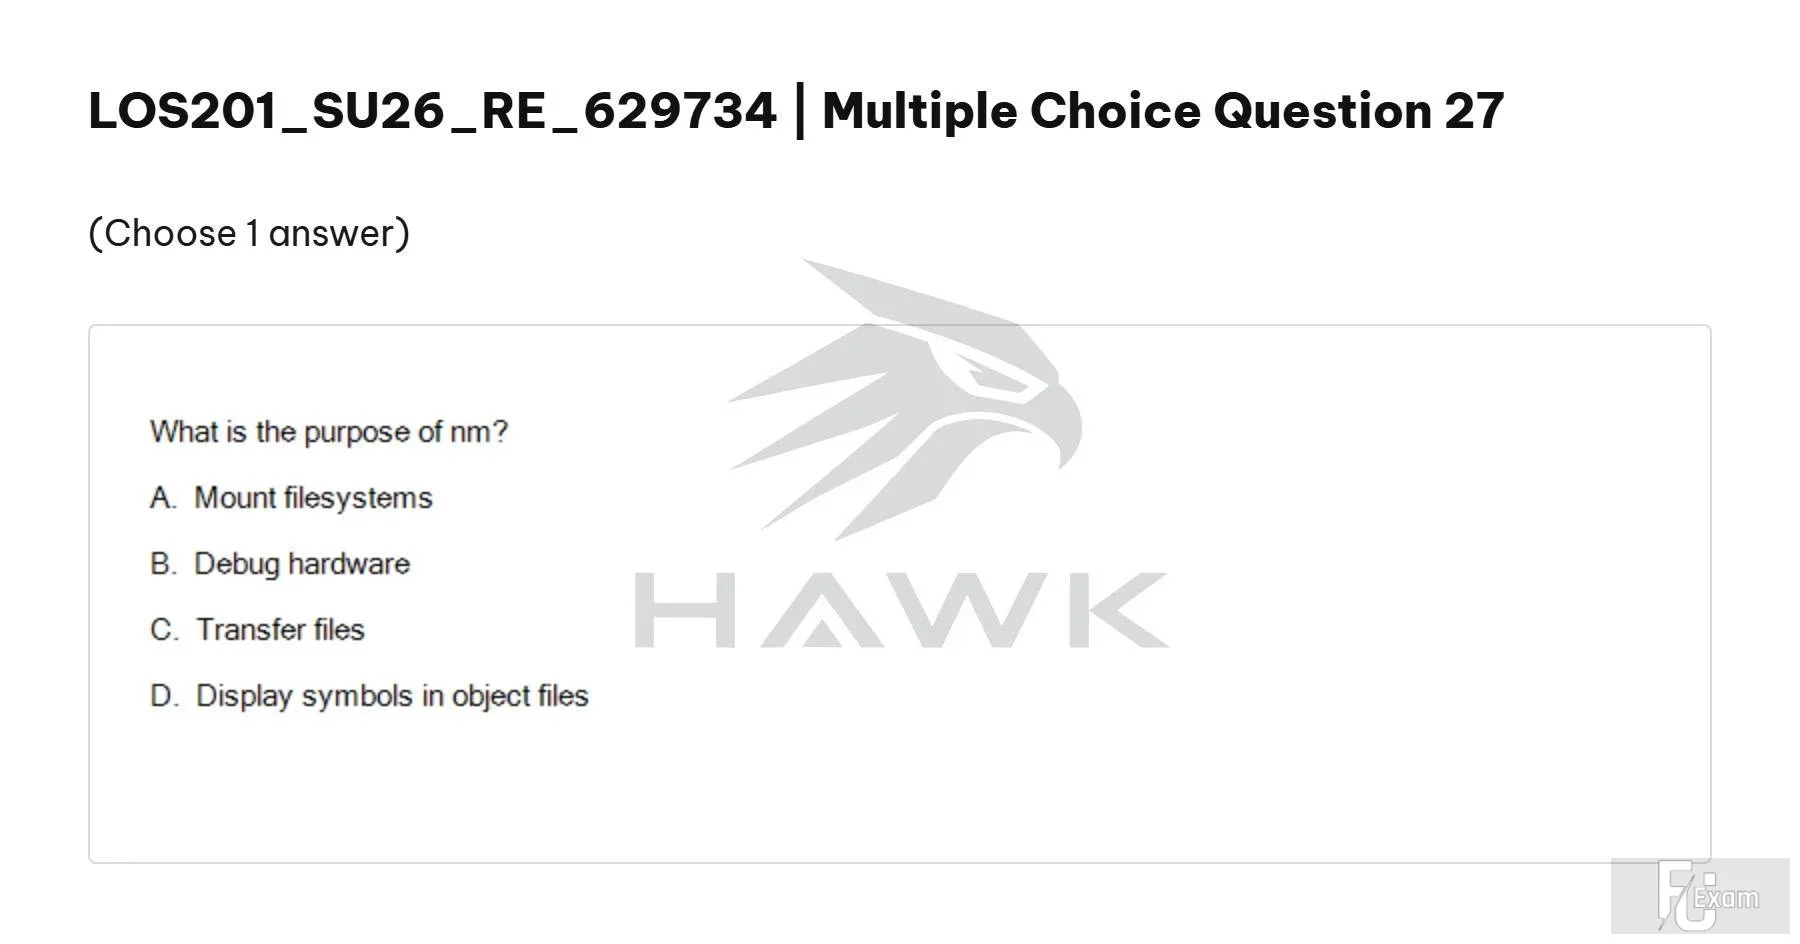 LOS201_SU26_RE_629734 | Multiple Choice Question 27
(Choose 1 answer)
What is the purpose of nm?
A. Mount filesystems
B. Debug hardware
C. Transfer files
D. Display symbols in object files
HAWK
FU Exam